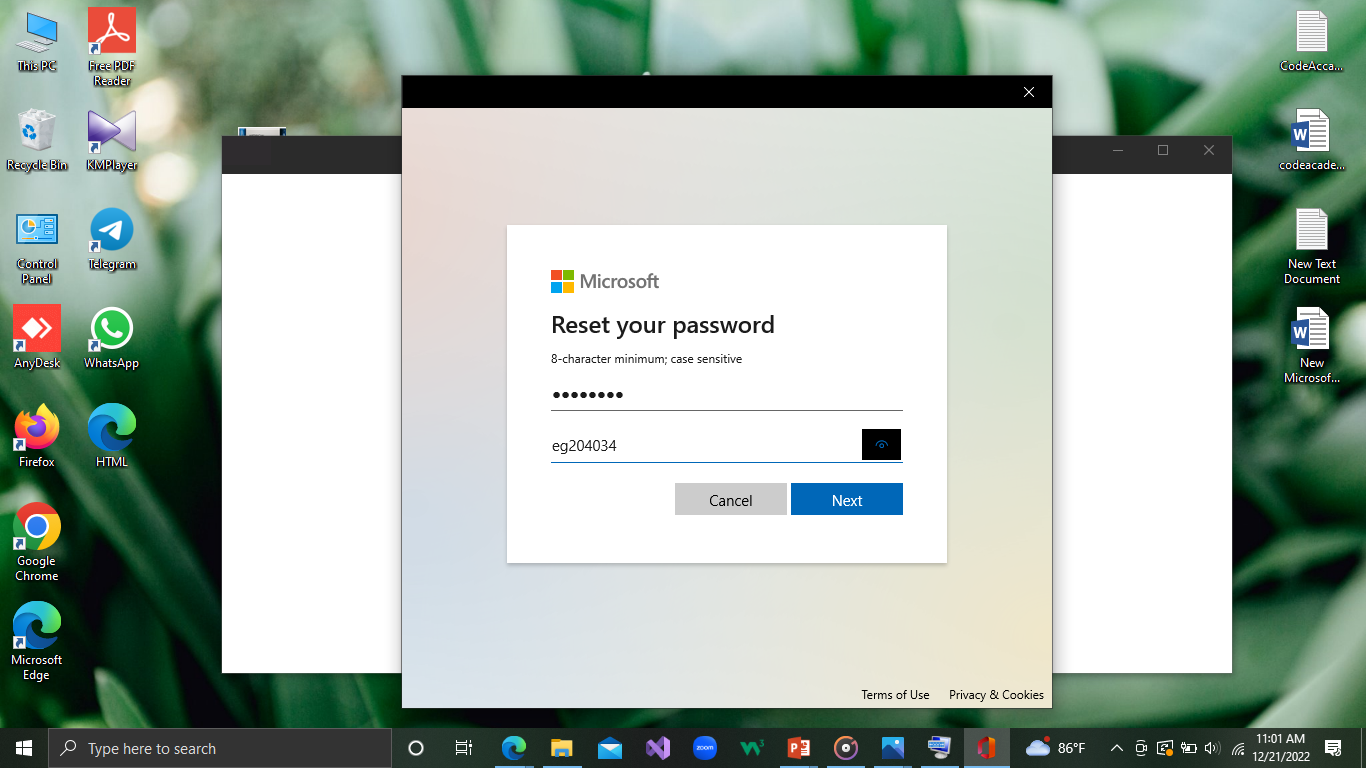 This PC
Free PDF
Reader
Recycle Bin
KMPlayer
Control
Panel
Telegram
AnyDesk
WhatsApp
Firefox
HTML
Google
Chrome
Microsoft
Edge
CodeAcca...
codeacade...
New Text
Document
New
Microsof...
Microsoft
Reset your password
8-character minimum; case sensitive
●●●●●●●●
eg204034
Cancel
Next
Terms of Use
Privacy & Cookies
Type here to search
zoom
86°F
11:01 AM
12/21/2022